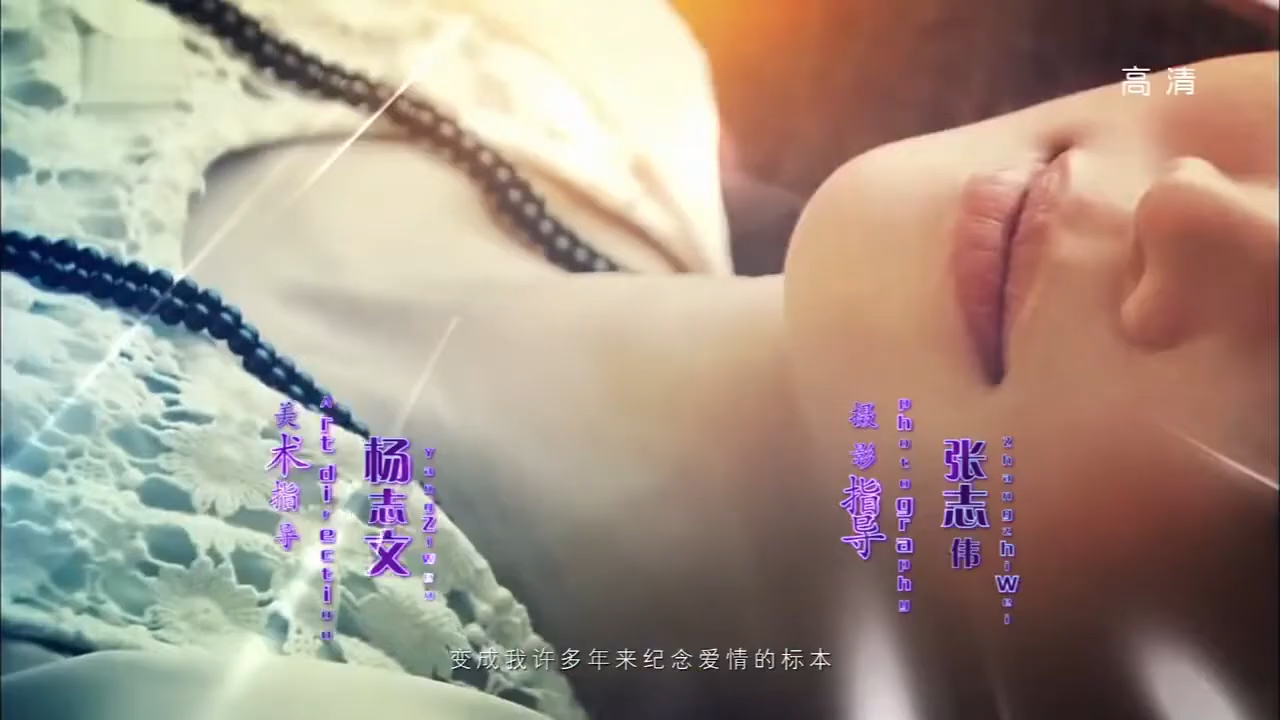 高清
美术指导
Art direction
杨志文
YangZiwen
摄影指导
photography
张志伟
zhangzhiWei
变成我许多年来纪念爱情的标本